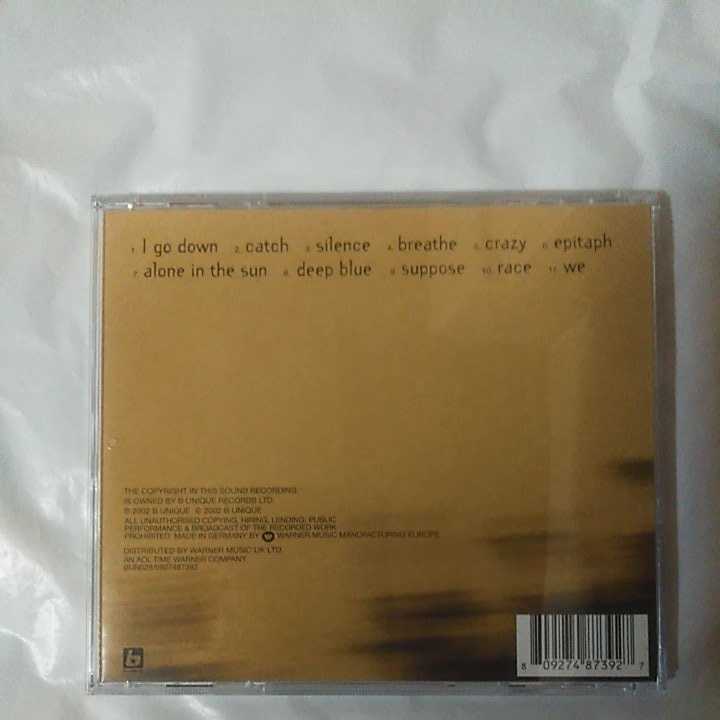 1. I go down 2. catch 3. silence 4. breathe 5. crazy 6. epitaph
7. alone in the sun 8. deep blue 9. suppose 10. race 11. we
THE COPYRIGHT IN THIS SOUND RECORDING
IS OWNED BY B UNIQUE RECORDS LTD.
℗ 2002 B UNIQUE © 2002 B UNIQUE
ALL UNAUTHORISED COPYING, HIRING, LENDING, PUBLIC
PERFORMANCE & BROADCAST OF THE RECORDED WORK
PROHIBITED. MADE IN GERMANY BY WARNER MUSIC MANUFACTURING EUROPE
DISTRIBUTED BY WARNER MUSIC UK LTD.
AN AOL TIME WARNER COMPANY
8 09274 87392 7